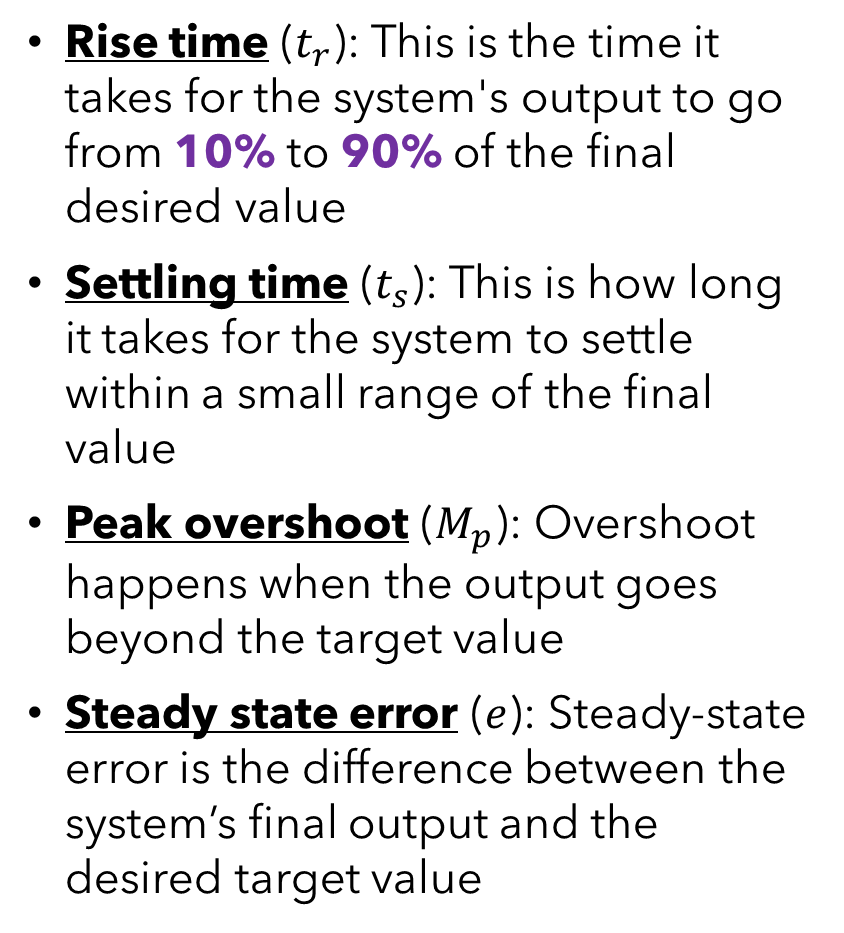 • Rise time (tᵣ): This is the time it
takes for the system's output to go
from 10% to 90% of the final
desired value
• Settling time (tₛ): This is how long
it takes for the system to settle
within a small range of the final
value
• Peak overshoot (Mₚ): Overshoot
happens when the output goes
beyond the target value
• Steady state error (e): Steady-state
error is the difference between the
system’s final output and the
desired target value